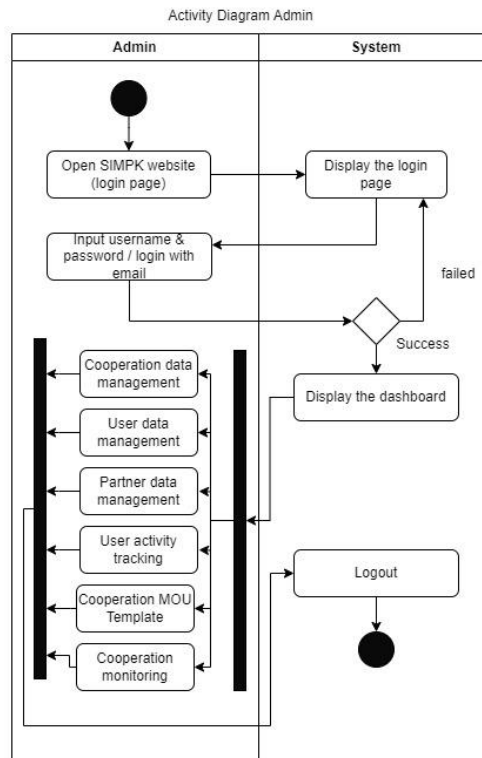 Activity Diagram Admin
Admin
System
Open SIMPK website
(login page)
Display the login
page
Input username &
password / login with
email
failed
Success
Display the dashboard
Cooperation data
management
User data
management
Partner data
management
User activity
tracking
Cooperation MOU
Template
Cooperation
monitoring
Logout